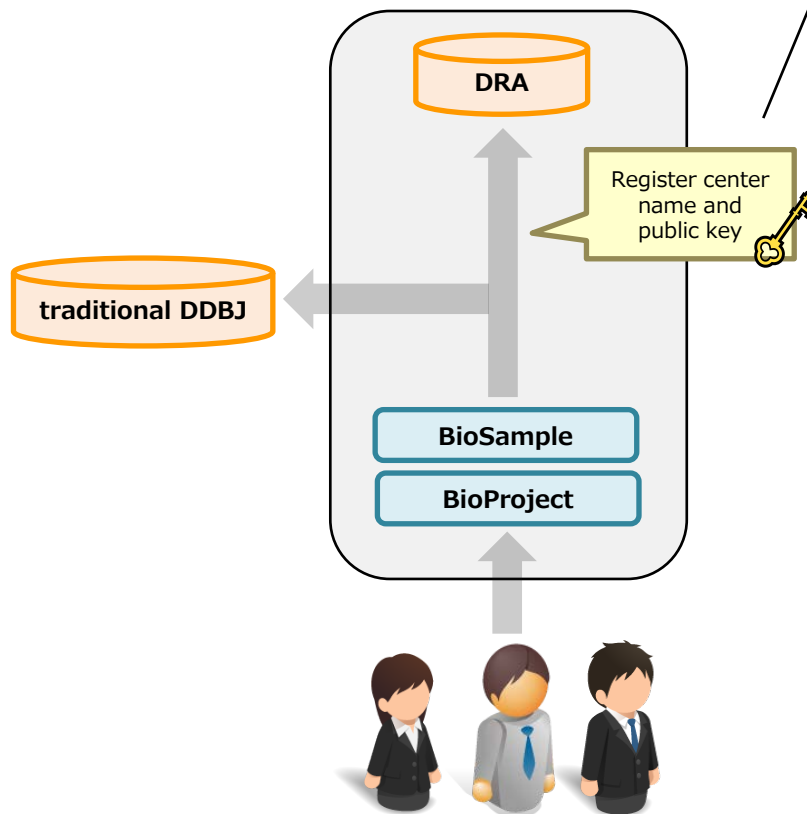 DRA
Register center
name and
public key
traditional DDBJ
BioSample
BioProject